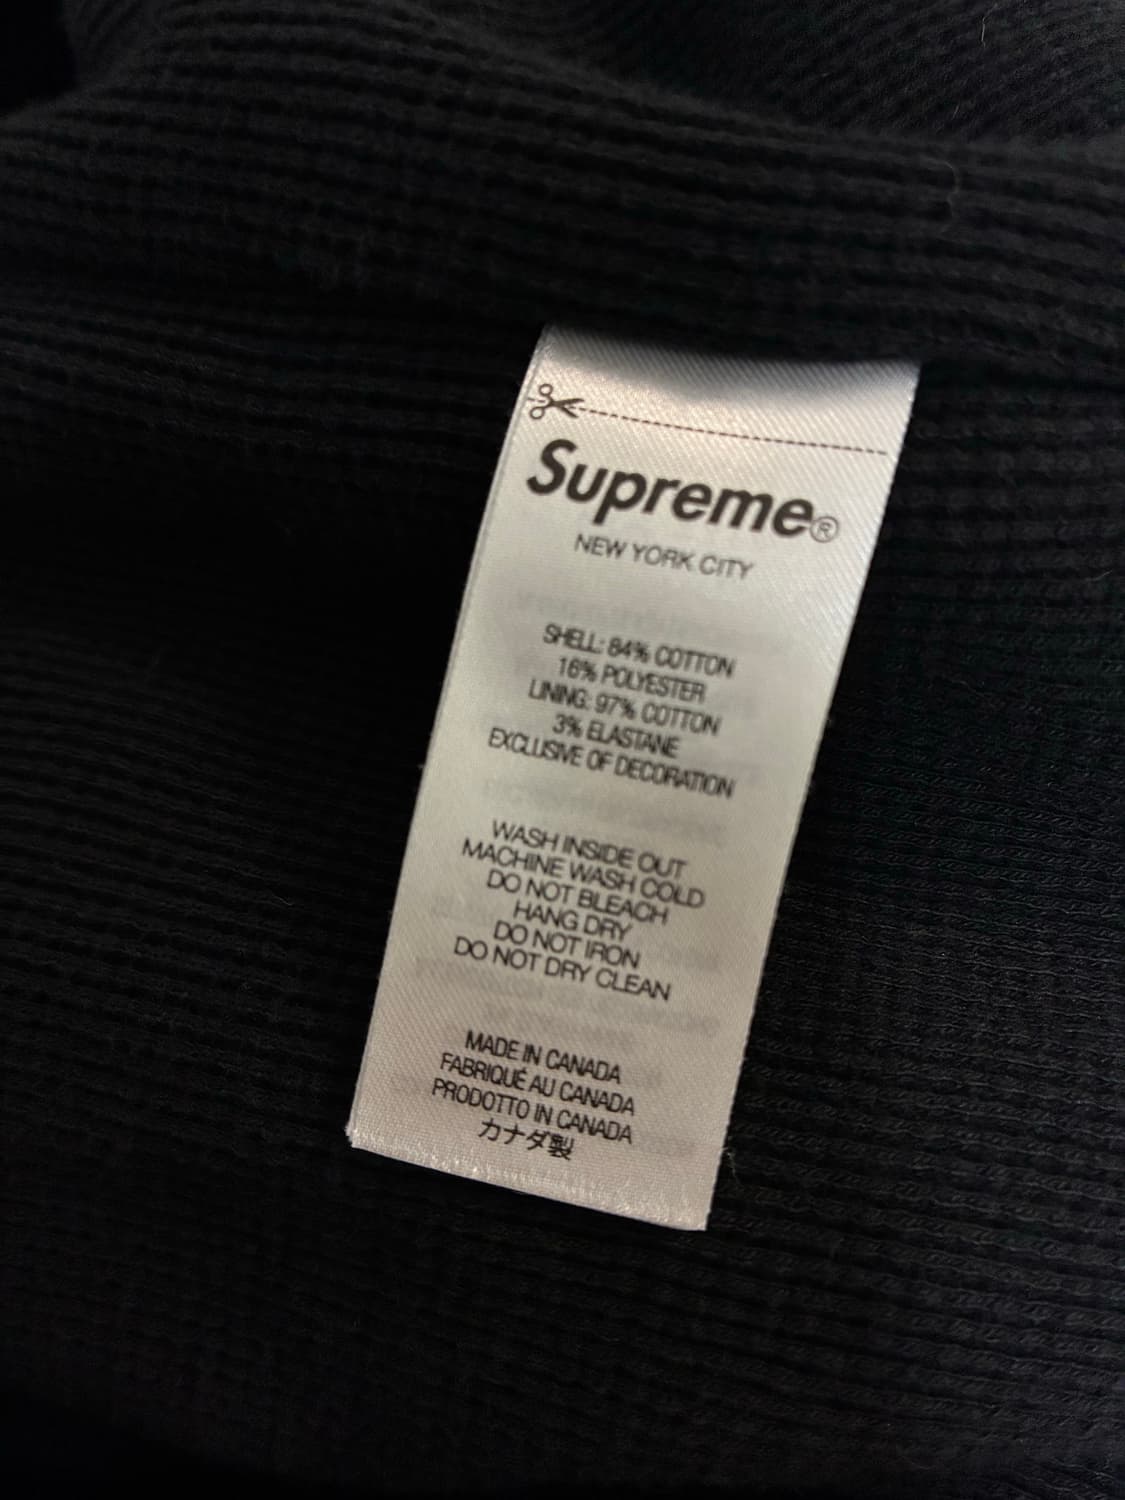 Supreme®
NEW YORK CITY
SHELL: 84% COTTON
16% POLYESTER
LINING: 97% COTTON
3% ELASTANE
EXCLUSIVE OF DECORATION
WASH INSIDE OUT
MACHINE WASH COLD
DO NOT BLEACH
HANG DRY
DO NOT IRON
DO NOT DRY CLEAN
MADE IN CANADA
FABRIQUÉ AU CANADA
PRODOTTO IN CANADA
カナダ製